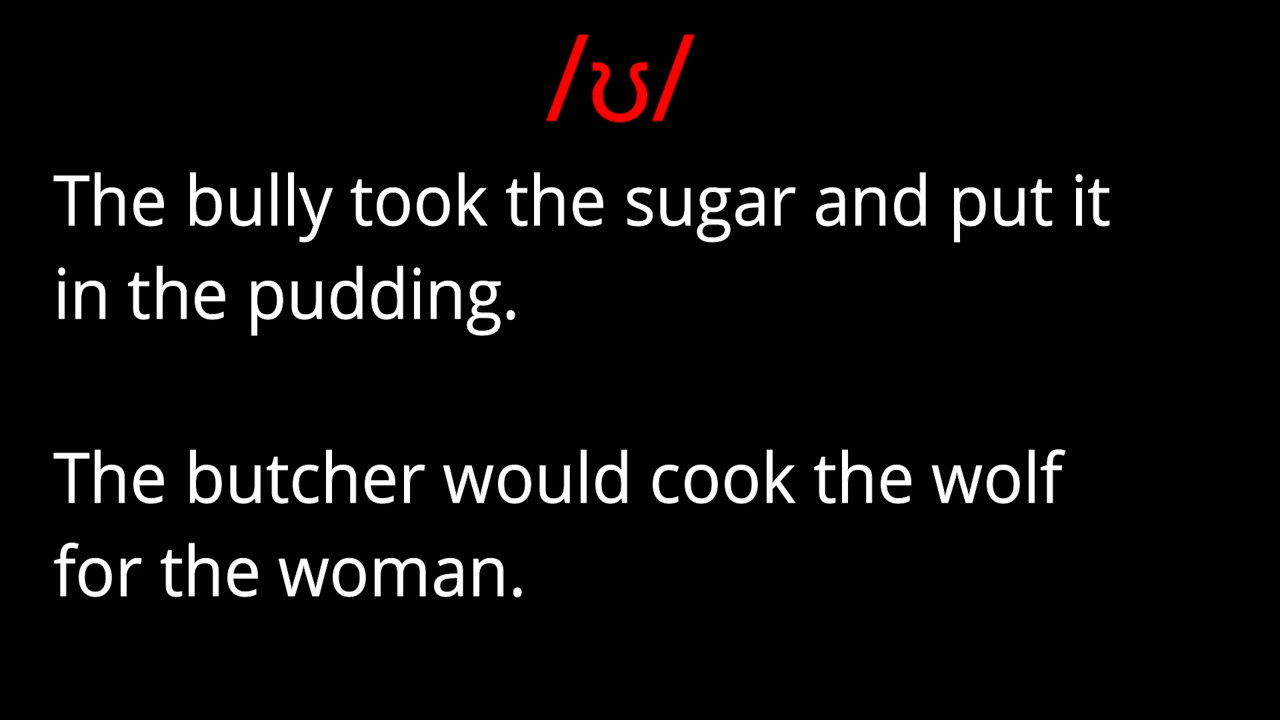 /ʊ/
The bully took the sugar and put it
in the pudding.
The butcher would cook the wolf
for the woman.